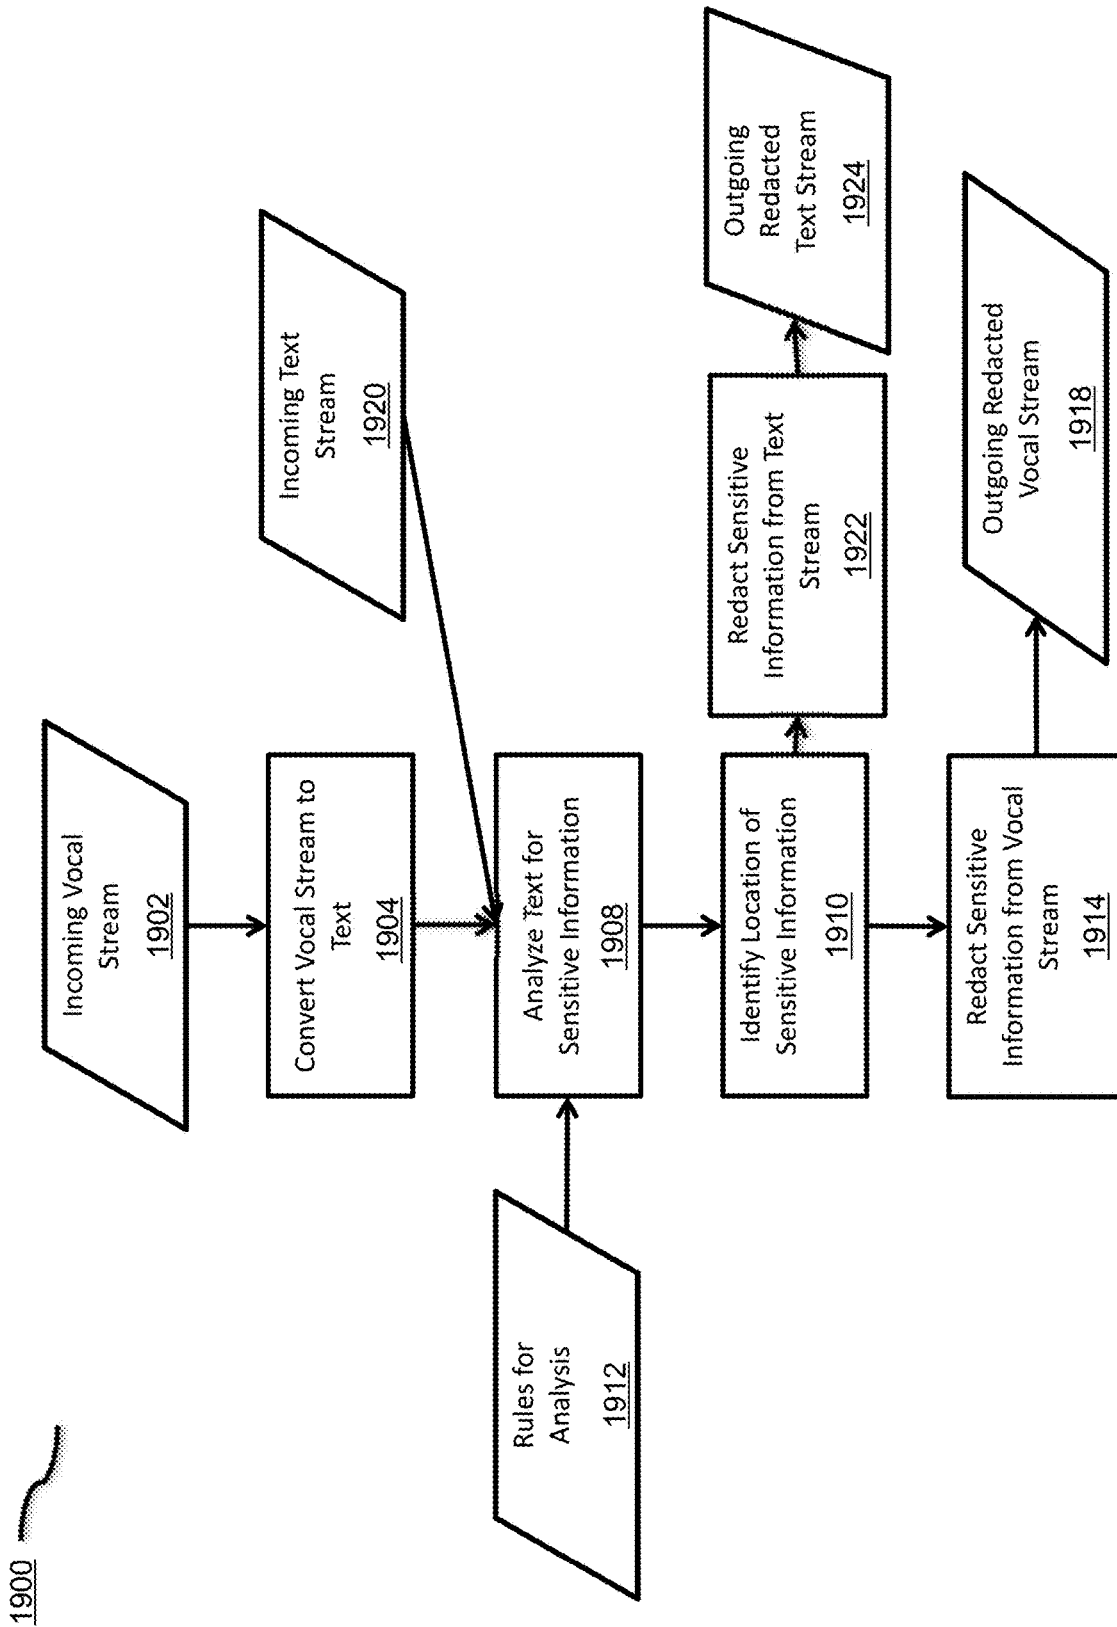 1900
Incoming Vocal
Stream
1902
Convert Vocal Stream to
Text
1904
Incoming Text
Stream
1920
Rules for
Analysis
1912
Analyze Text for
Sensitive Information
1908
Identify Location of
Sensitive Information
1910
Redact Sensitive
Information from Text
Stream
1922
Outgoing
Redacted
Text Stream
1924
Redact Sensitive
Information from Vocal
Stream
1914
Outgoing Redacted
Vocal Stream
1918